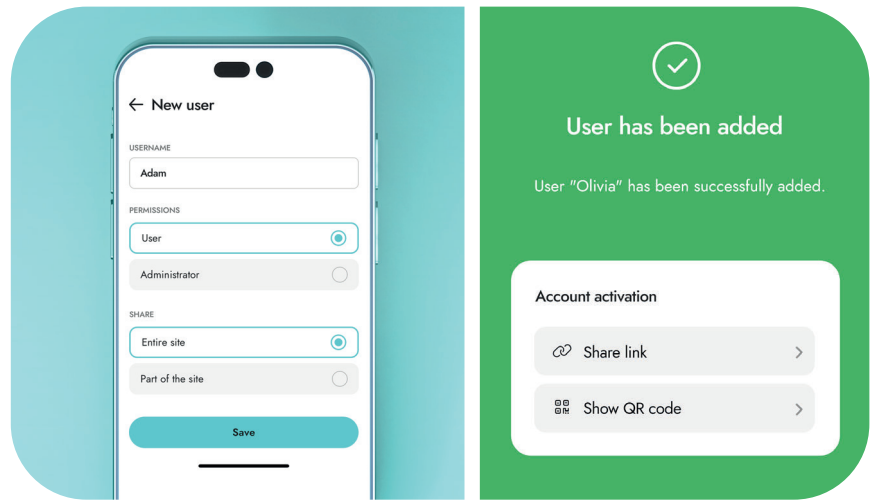 New user
USERNAME
Adam
PERMISSIONS
User
Administrator
SHARE
Entire site
Part of the site
Save
User has been added
User "Olivia" has been successfully added.
Account activation
Share link
Show QR code